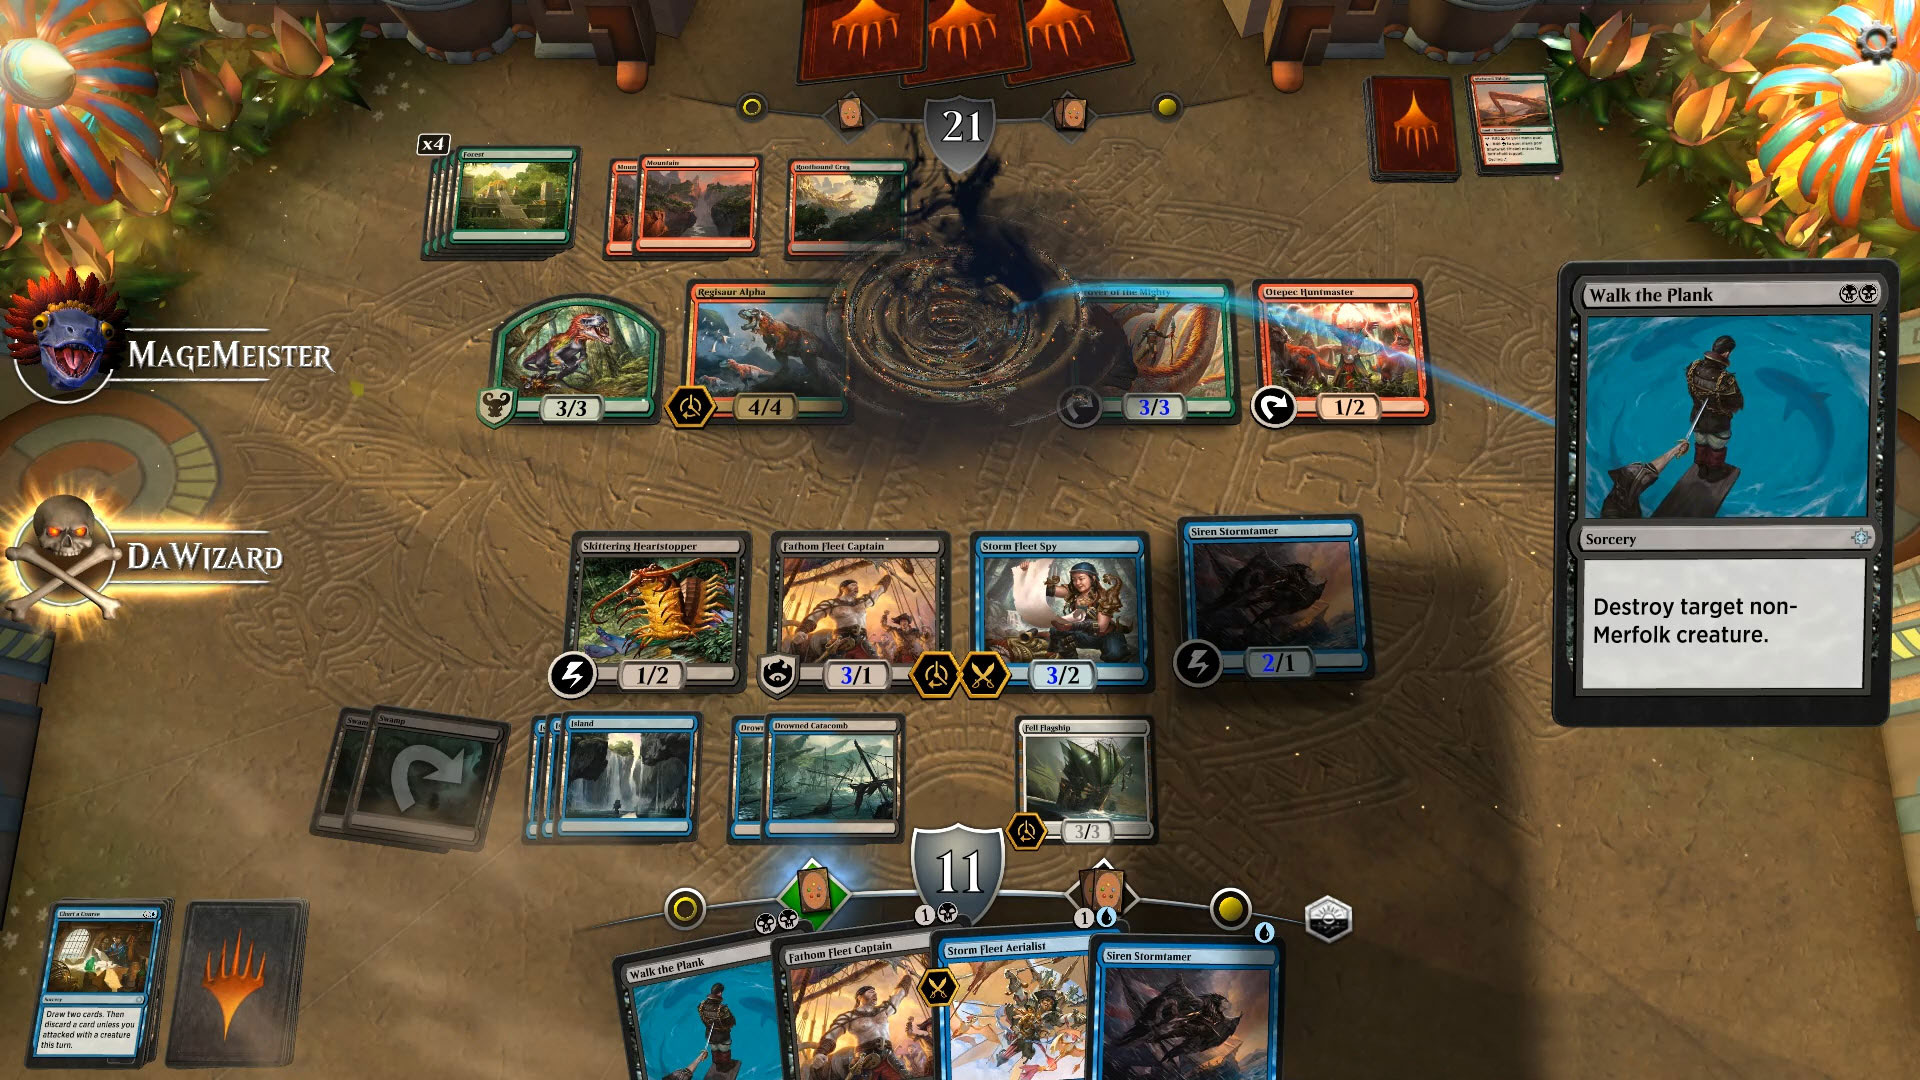 21
x4
Forest
Mountain
Rootbound Crag
Regisaur Alpha
Otepec Huntmaster
3/3
4/4
3/3
1/2
MAGEMEISTER
Walk the Plank
Sorcery
Destroy target non-
Merfolk creature.
DAWIZARD
Skittering Heartstopper
Fathom Fleet Captain
Storm Fleet Spy
Siren Stormtamer
1/2
3/1
3/2
2/1
Swamp
Swamp
Island
Drowned Catacomb
Fell Flagship
3/3
11
1
1
Chart a Course
Sorcery
Draw two cards. Then
discard a card unless you
attacked with a creature
this turn.
Walk the Plank
Fathom Fleet Captain
Storm Fleet Aerialist
Siren Stormtamer